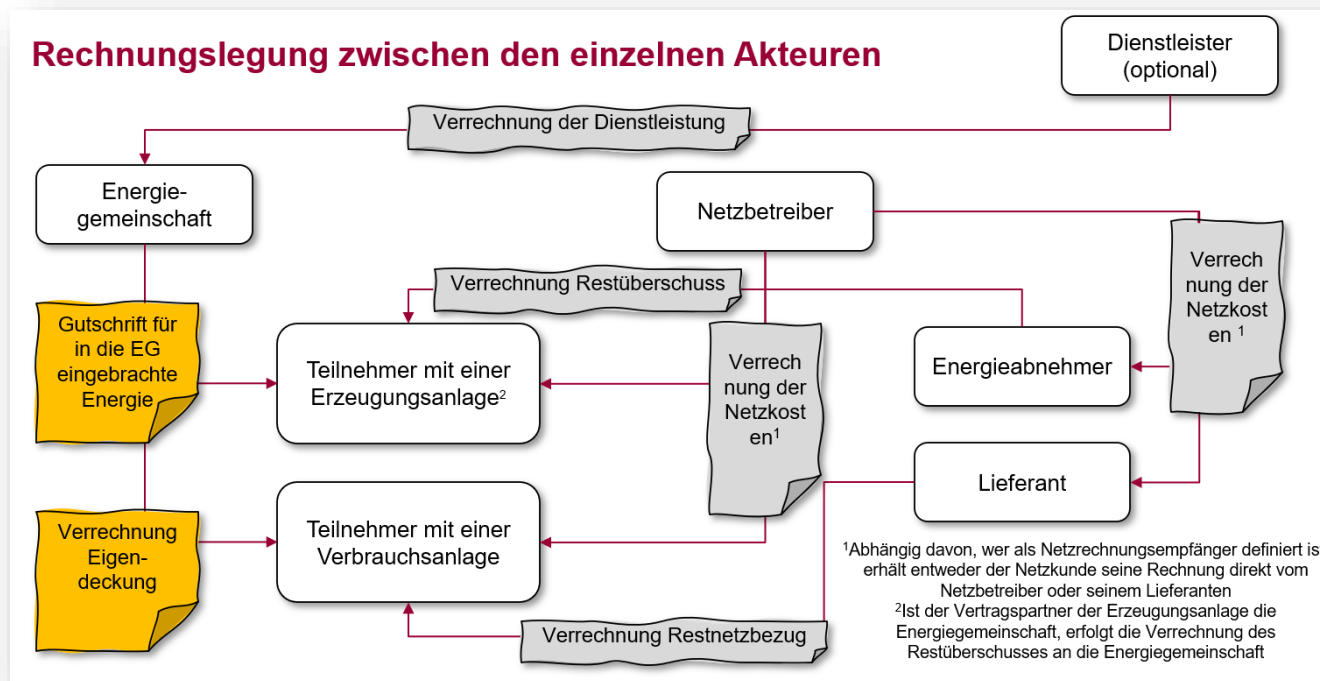 Rechnungslegung zwischen den einzelnen Akteuren
Dienstleister
(optional)
Verrechnung der Dienstleistung
Energie-
gemeinschaft
Netzbetreiber
Verrech
nung der
Netzkost
en ¹
Verrechnung Restüberschuss
Gutschrift für
in die EG
eingebrachte
Energie
Teilnehmer mit einer
Erzeugungsanlage²
Verrech
nung der
Netzkost
en¹
Energieabnehmer
Lieferant
Verrechnung
Eigen-
deckung
Teilnehmer mit einer
Verbrauchsanlage
Verrechnung Restnetzbezug
¹Abhängig davon, wer als Netzrechnungsempfänger definiert is
erhält entweder der Netzkunde seine Rechnung direkt vom
Netzbetreiber oder seinem Lieferanten
²Ist der Vertragspartner der Erzeugungsanlage die
Energiegemeinschaft, erfolgt die Verrechnung des
Restüberschusses an die Energiegemeinschaft